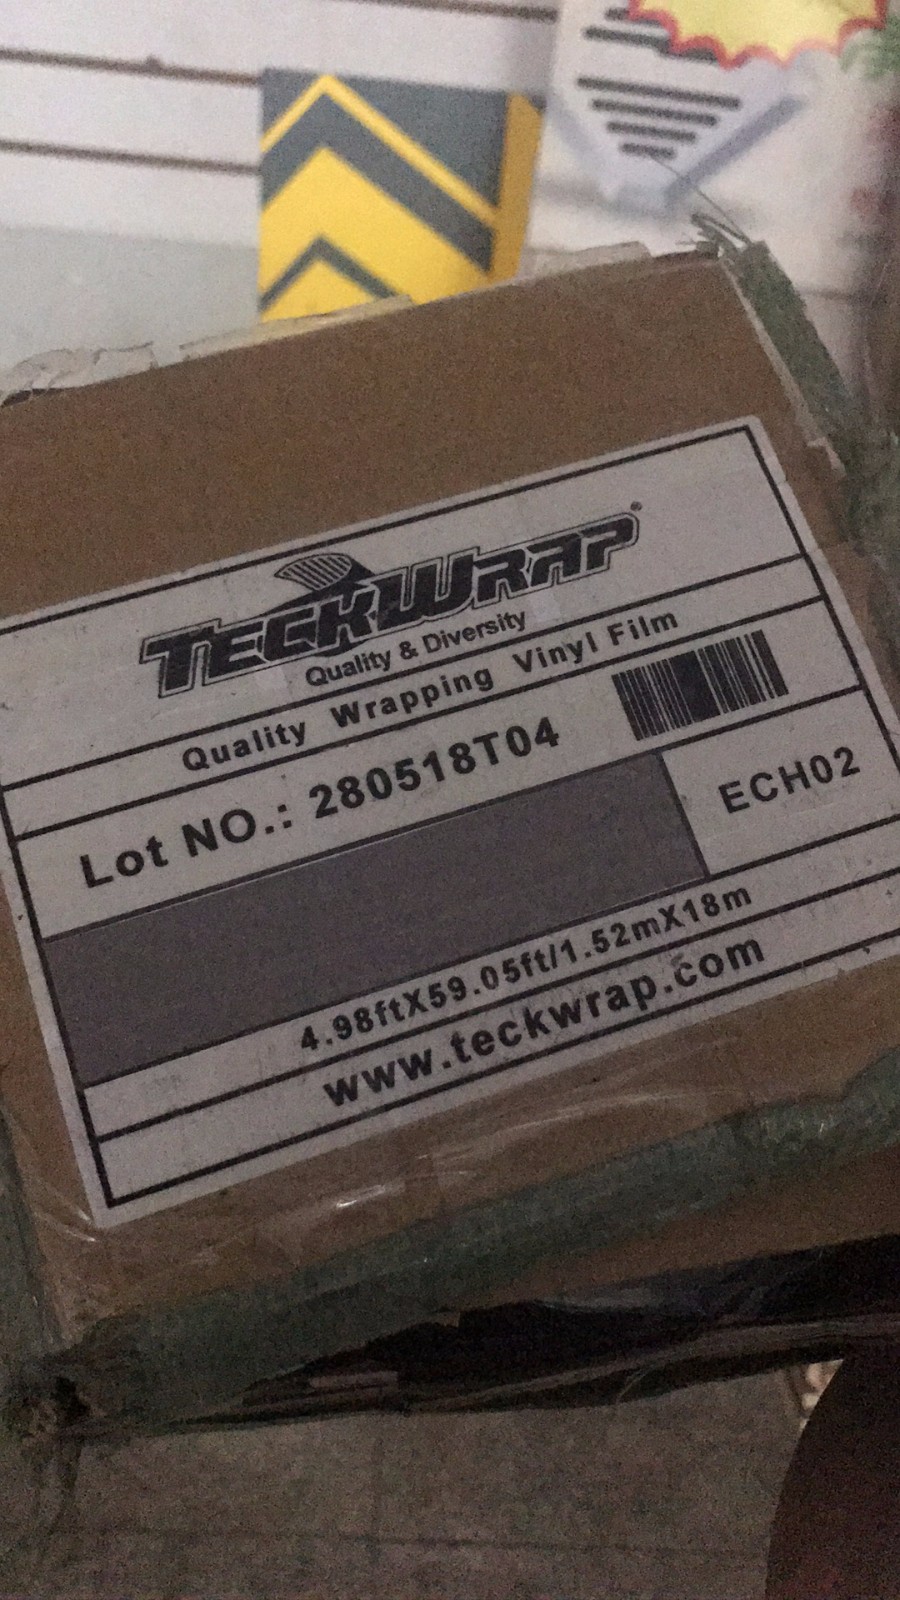 TECKWRAP®
Quality & Diversity
Quality Wrapping Vinyl Film
Lot NO.: 280518T04
ECH02
4.98ftX59.05ft/1.52mX18m
www.teckwrap.com